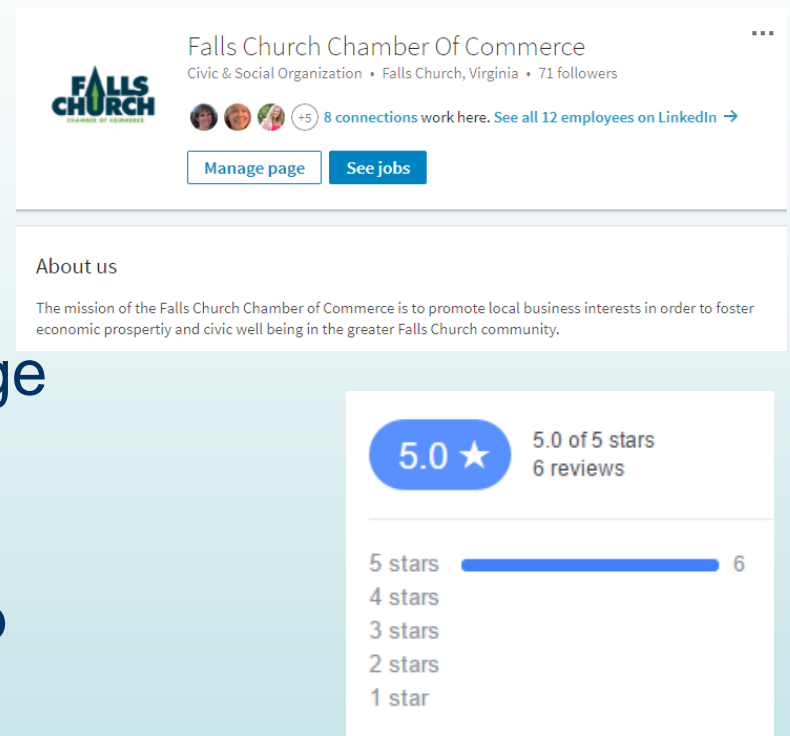 Falls Church Chamber Of Commerce
Civic & Social Organization • Falls Church, Virginia • 71 followers
FALLS
CHURCH
CHAMBER OF COMMERCE
+5 8 connections work here. See all 12 employees on LinkedIn →
Manage page See jobs
About us
The mission of the Falls Church Chamber of Commerce is to promote local business interests in order to foster
economic prospertiy and civic well being in the greater Falls Church community.
ge
5.0 ★
5.0 of 5 stars
6 reviews
5 stars 6
4 stars
3 stars
2 stars
1 star